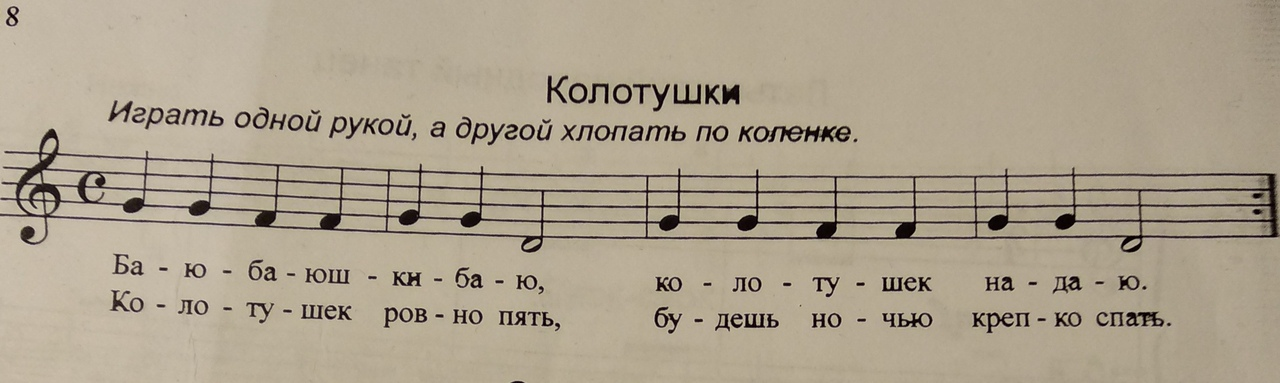 8
Колотушки
Играть одной рукой, а другой хлопать по коленке.
Ба - ю - ба - юш - ки - ба - ю, ко - ло - ту - шек на - да - ю.
Ко - ло - ту - шек ров - но пять, бу - дешь но - чью креп - ко спать.